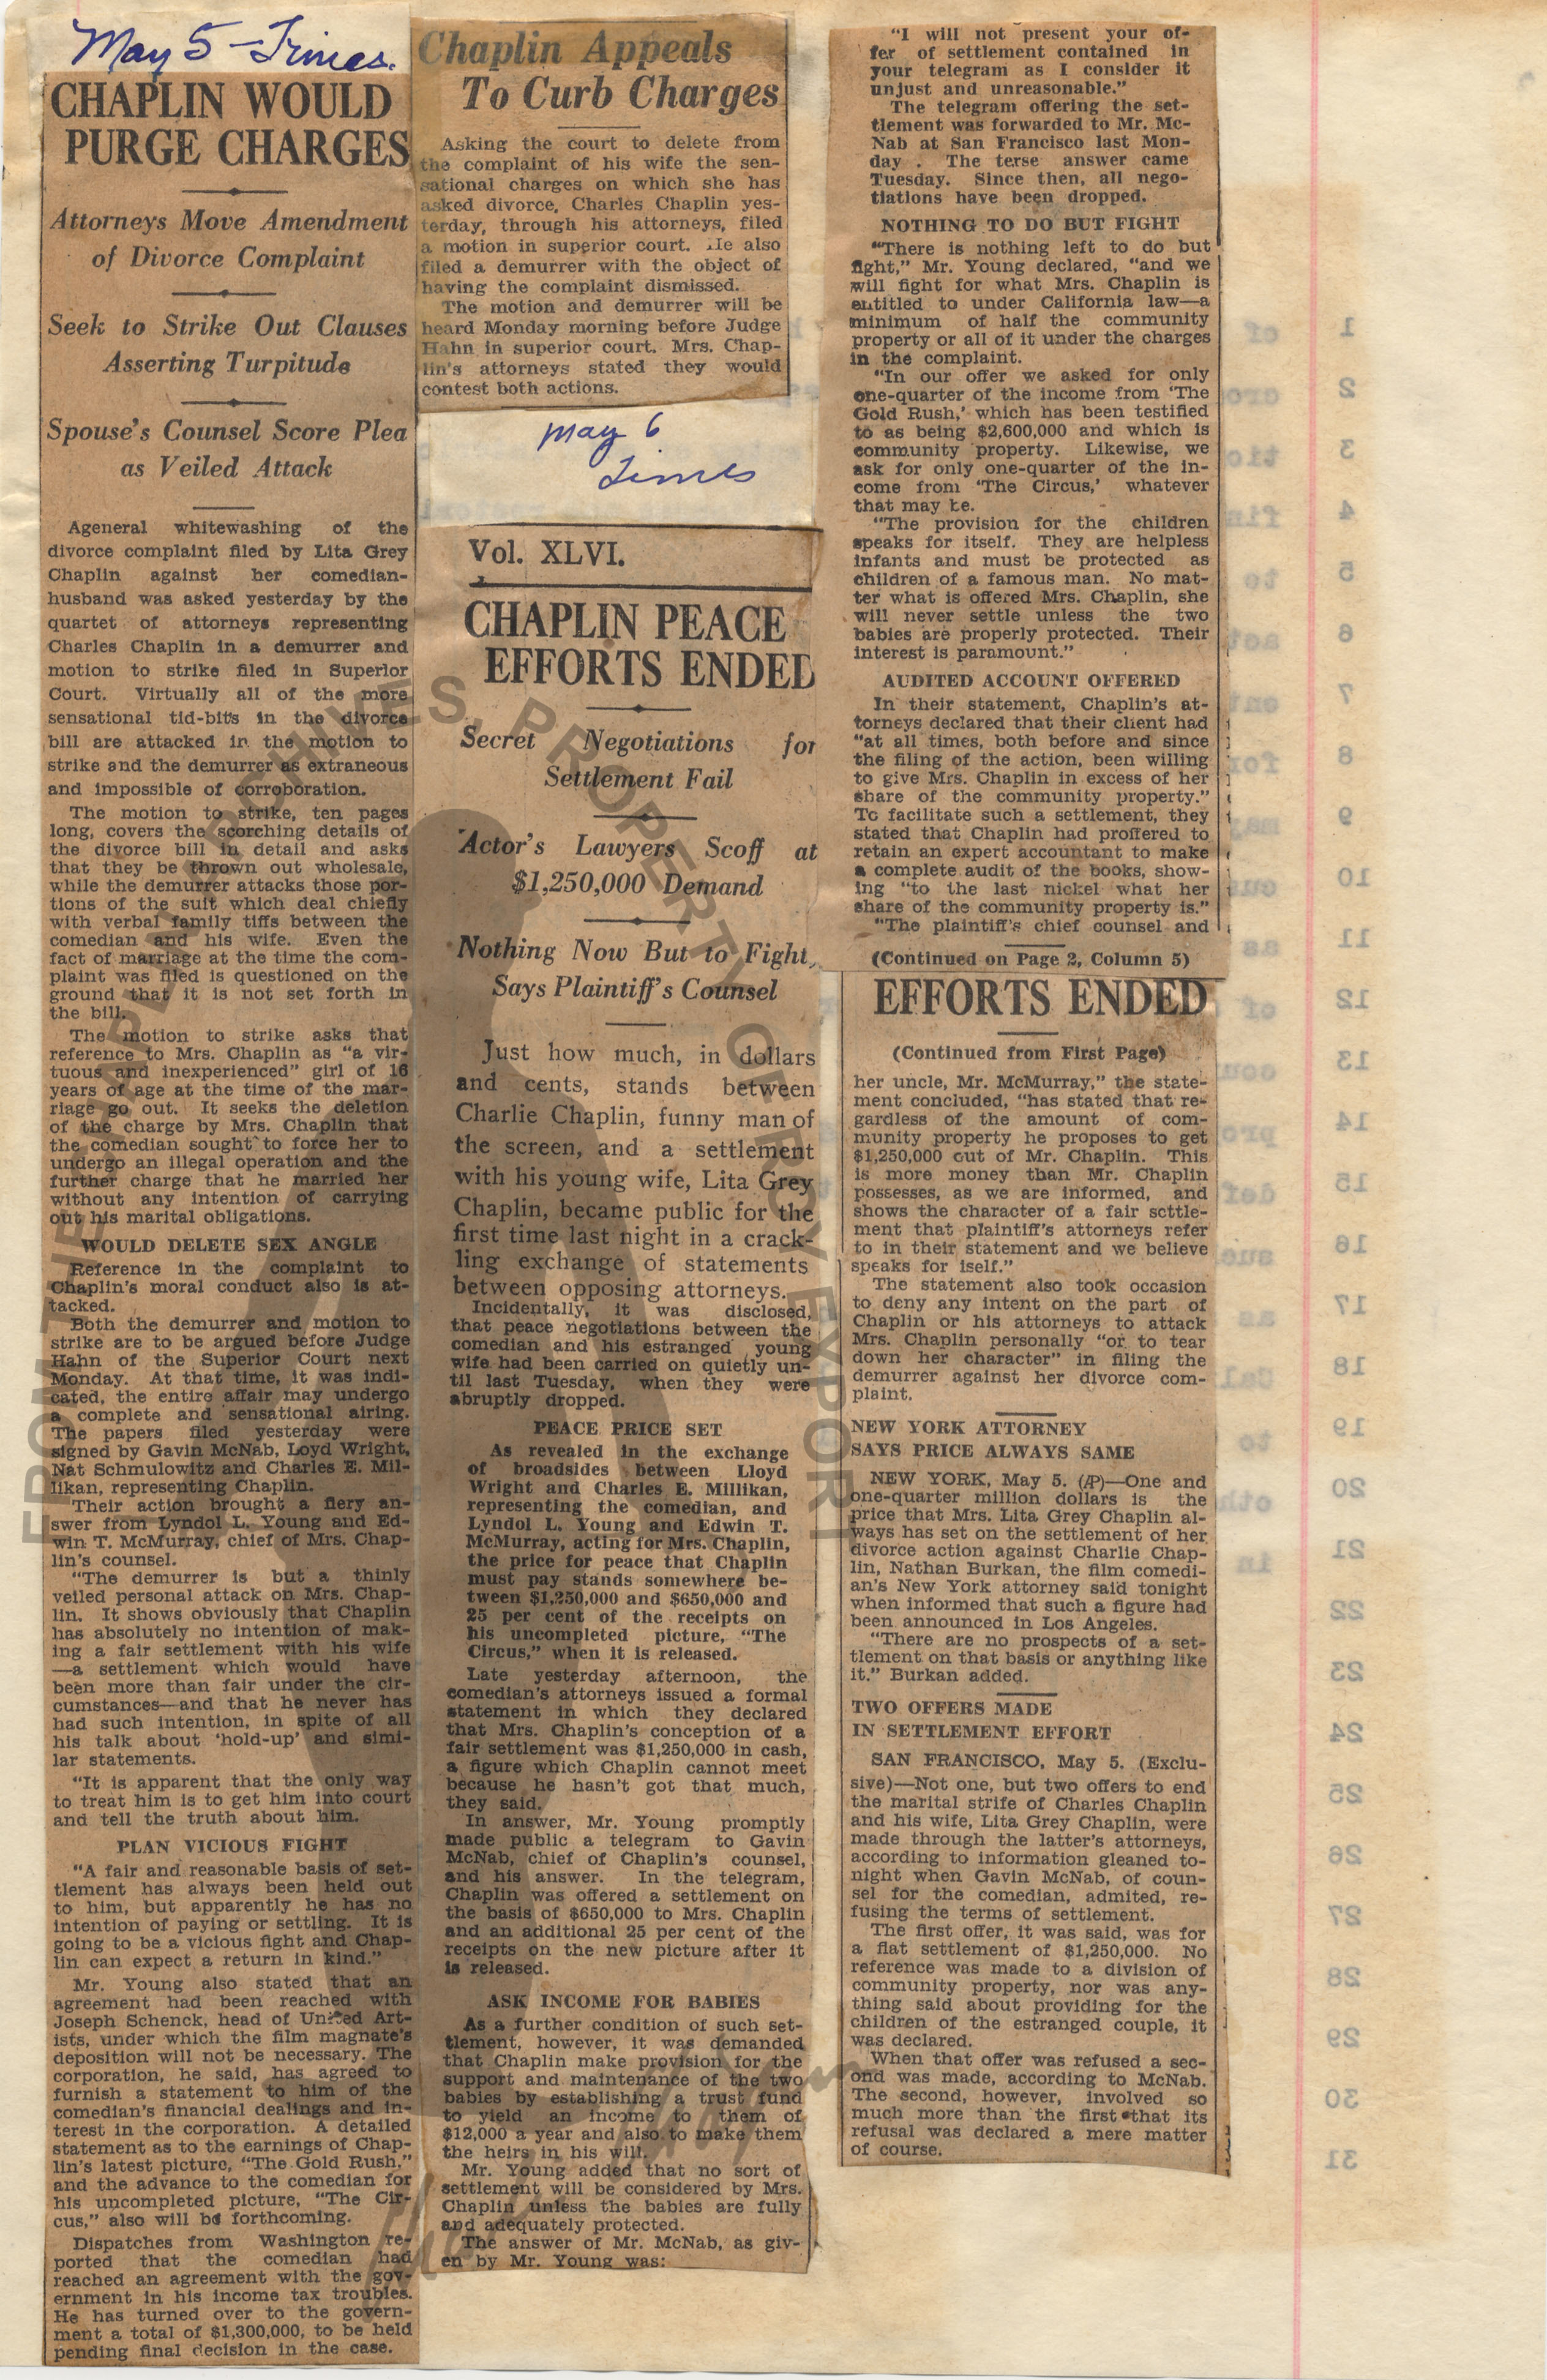 May 5 - Times.
CHAPLIN WOULD
PURGE CHARGES
Attorneys Move Amendment
of Divorce Complaint
Seek to Strike Out Clauses
Asserting Turpitude
Spouse's Counsel Score Plea
as Veiled Attack
Ageneral whitewashing of the
divorce complaint filed by Lita Grey
Chaplin against her comedian-
husband was asked yesterday by the
quartet of attorneys representing
Charles Chaplin in a demurrer and
motion to strike filed in Superior
Court. Virtually all of the more
sensational tid-bits in the divorce
bill are attacked in the motion to
strike and the demurrer as extraneous
and impossible of corroboration.
The motion to strike, ten pages
long, covers the scorching details of
the divorce bill in detail and asks
that they be thrown out wholesale,
while the demurrer attacks those por-
tions of the suit which deal chiefly
with verbal family tiffs between the
comedian and his wife. Even the
fact of marriage at the time the com-
plaint was filed is questioned on the
ground that it is not set forth in
the bill.
The motion to strike asks that
reference to Mrs. Chaplin as "a vir-
tuous and inexperienced" girl of 16
years of age at the time of the mar-
riage go out. It seeks the deletion
of the charge by Mrs. Chaplin that
the comedian sought to force her to
undergo an illegal operation and the
further charge that he married her
without any intention of carrying
out his marital obligations.
WOULD DELETE SEX ANGLE
Reference in the complaint to
Chaplin's moral conduct also is at-
tacked.
Both the demurrer and motion to
strike are to be argued before Judge
Hahn of the Superior Court next
Monday. At that time, it was indi-
cated, the entire affair may undergo
a complete and sensational airing.
The papers filed yesterday were
signed by Gavin McNab, Loyd Wright,
Nat Schmulowitz and Charles E. Mil-
likan, representing Chaplin.
Their action brought a fiery an-
swer from Lyndol L. Young and Ed-
win T. McMurray, chief of Mrs. Chap-
lin's counsel.
"The demurrer is but a thinly
veiled personal attack on Mrs. Chap-
lin. It shows obviously that Chaplin
has absolutely no intention of mak-
ing a fair settlement with his wife
—a settlement which would have
been more than fair under the cir-
cumstances—and that he never has
had such intention, in spite of all
his talk about 'hold-up' and simi-
lar statements.
"It is apparent that the only way
to treat him is to get him into court
and tell the truth about him.
PLAN VICIOUS FIGHT
"A fair and reasonable basis of set-
tlement has always been held out
to him, but apparently he has no
intention of paying or settling. It is
going to be a vicious fight and Chap-
lin can expect a return in kind."
Mr. Young also stated that an
agreement had been reached with
Joseph Schenck, head of United Art-
ists, under which the film magnate's
deposition will not be necessary. The
corporation, he said, has agreed to
furnish a statement to him of the
comedian's financial dealings and in-
terest in the corporation. A detailed
statement as to the earnings of Chap-
lin's latest picture, "The Gold Rush,"
and the advance to the comedian for
his uncompleted picture, "The Cir-
cus," also will be forthcoming.
Dispatches from Washington re-
ported that the comedian had
reached an agreement with the gov-
ernment in his income tax troubles.
He has turned over to the govern-
ment a total of $1,300,000, to be held
pending final decision in the case.
Chaplin Appeals
To Curb Charges
Asking the court to delete from
the complaint of his wife the sen-
sational charges on which she has
asked divorce, Charles Chaplin yes-
terday, through his attorneys, filed
a motion in superior court. He also
filed a demurrer with the object of
having the complaint dismissed.
The motion and demurrer will be
heard Monday morning before Judge
Hahn in superior court. Mrs. Chap-
lin's attorneys stated they would
contest both actions.
May 6
Times
Vol. XLVI.
CHAPLIN PEACE
EFFORTS ENDED
Secret Negotiations for
Settlement Fail
Actor's Lawyers Scoff at
$1,250,000 Demand
Nothing Now But to Fight,
Says Plaintiff's Counsel
Just how much, in dollars
and cents, stands between
Charlie Chaplin, funny man of
the screen, and a settlement
with his young wife, Lita Grey
Chaplin, became public for the
first time last night in a crack-
ling exchange of statements
between opposing attorneys.
Incidentally, it was disclosed,
that peace negotiations between the
comedian and his estranged young
wife had been carried on quietly un-
til last Tuesday, when they were
abruptly dropped.
PEACE PRICE SET
As revealed in the exchange
of broadsides between Lloyd
Wright and Charles E. Millikan,
representing the comedian, and
Lyndol L. Young and Edwin T.
McMurray, acting for Mrs. Chaplin,
the price for peace that Chaplin
must pay stands somewhere be-
tween $1,250,000 and $650,000 and
25 per cent of the receipts on
his uncompleted picture, "The
Circus," when it is released.
Late yesterday afternoon, the
comedian's attorneys issued a formal
statement in which they declared
that Mrs. Chaplin's conception of a
fair settlement was $1,250,000 in cash,
a figure which Chaplin cannot meet
because he hasn't got that much,
they said.
In answer, Mr. Young promptly
made public a telegram to Gavin
McNab, chief of Chaplin's counsel,
and his answer. In the telegram,
Chaplin was offered a settlement on
the basis of $650,000 to Mrs. Chaplin
and an additional 25 per cent of the
receipts on the new picture after it
is released.
ASK INCOME FOR BABIES
As a further condition of such set-
tlement, however, it was demanded
that Chaplin make provision for the
support and maintenance of the two
babies by establishing a trust fund
to yield an income to them of
$12,000 a year and also to make them
the heirs in his will.
Mr. Young added that no sort of
settlement will be considered by Mrs.
Chaplin unless the babies are fully
and adequately protected.
The answer of Mr. McNab, as giv-
en by Mr. Young was:
"I will not present your of-
fer of settlement contained in
your telegram as I consider it
unjust and unreasonable."
The telegram offering the set-
tlement was forwarded to Mr. Mc-
Nab at San Francisco last Mon-
day . The terse answer came
Tuesday. Since then, all nego-
tiations have been dropped.
NOTHING TO DO BUT FIGHT
"There is nothing left to do but
fight," Mr. Young declared, "and we
will fight for what Mrs. Chaplin is
entitled to under California law—a
minimum of half the community
property or all of it under the charges
in the complaint.
"In our offer we asked for only
one-quarter of the income from 'The
Gold Rush,' which has been testified
to as being $2,600,000 and which is
community property. Likewise, we
ask for only one-quarter of the in-
come from 'The Circus,' whatever
that may be.
"The provision for the children
speaks for itself. They are helpless
infants and must be protected as
children of a famous man. No mat-
ter what is offered Mrs. Chaplin, she
will never settle unless the two
babies are properly protected. Their
interest is paramount."
AUDITED ACCOUNT OFFERED
In their statement, Chaplin's at-
torneys declared that their client had
"at all times, both before and since
the filing of the action, been willing
to give Mrs. Chaplin in excess of her
share of the community property."
To facilitate such a settlement, they
stated that Chaplin had proffered to
retain an expert accountant to make
a complete audit of the books, show-
ing "to the last nickel what her
share of the community property is."
"The plaintiff's chief counsel and
(Continued on Page 2, Column 5)
EFFORTS ENDED
(Continued from First Page)
her uncle, Mr. McMurray," the state-
ment concluded, "has stated that re-
gardless of the amount of com-
munity property he proposes to get
$1,250,000 out of Mr. Chaplin. This
is more money than Mr. Chaplin
possesses, as we are informed, and
shows the character of a fair settle-
ment that plaintiff's attorneys refer
to in their statement and we believe
speaks for iself."
The statement also took occasion
to deny any intent on the part of
Chaplin or his attorneys to attack
Mrs. Chaplin personally "or to tear
down her character" in filing the
demurrer against her divorce com-
plaint.
NEW YORK ATTORNEY
SAYS PRICE ALWAYS SAME
NEW YORK, May 5. (AP)—One and
one-quarter million dollars is the
price that Mrs. Lita Grey Chaplin al-
ways has set on the settlement of her
divorce action against Charlie Chap-
lin, Nathan Burkan, the film comedi-
an's New York attorney said tonight
when informed that such a figure had
been announced in Los Angeles.
"There are no prospects of a set-
tlement on that basis or anything like
it." Burkan added.
TWO OFFERS MADE
IN SETTLEMENT EFFORT
SAN FRANCISCO, May 5. (Exclu-
sive)—Not one, but two offers to end
the marital strife of Charles Chaplin
and his wife, Lita Grey Chaplin, were
made through the latter's attorneys,
according to information gleaned to-
night when Gavin McNab, of coun-
sel for the comedian, admitted, re-
fusing the terms of settlement.
The first offer, it was said, was for
a flat settlement of $1,250,000. No
reference was made to a division of
community property, nor was any-
thing said about providing for the
children of the estranged couple, it
was declared.
When that offer was refused a sec-
ond was made, according to McNab.
The second, however, involved so
much more than the first that its
refusal was declared a mere matter
of course.
1
2
3
4
5
6
7
8
9
10
11
12
13
14
15
16
17
18
19
20
21
22
23
24
25
26
27
28
29
30
31